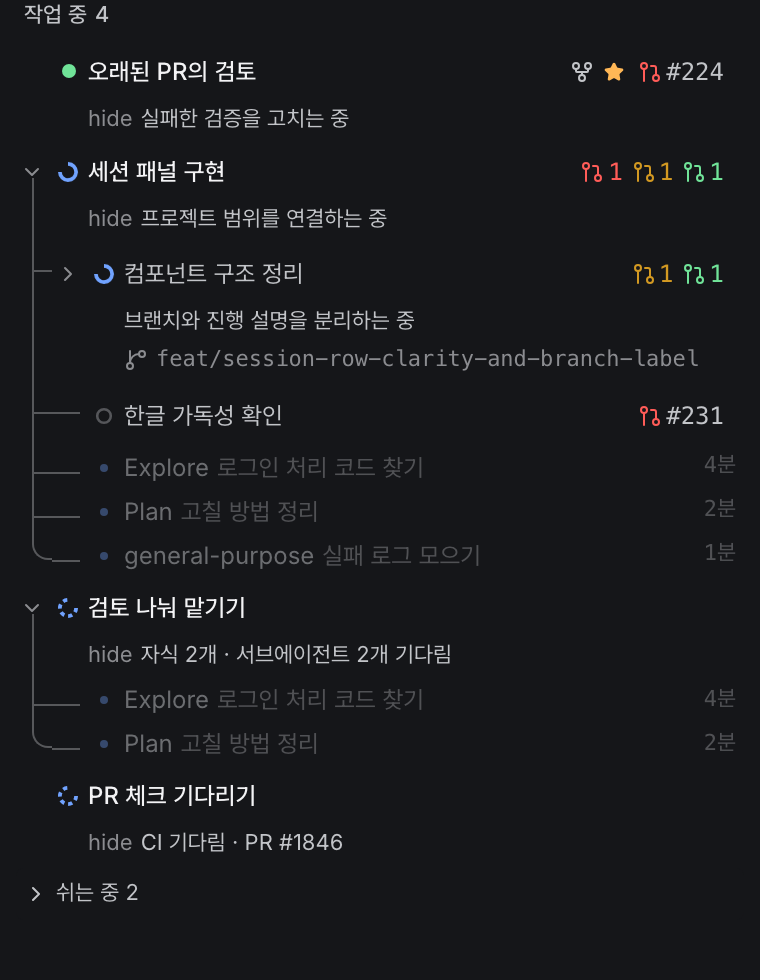 작업 중 4
오래된 PR의 검토 #224
hide 실패한 검증을 고치는 중
세션 패널 구현 1 1 1
hide 프로젝트 범위를 연결하는 중
컴포넌트 구조 정리 1 1
브랜치와 진행 설명을 분리하는 중
feat/session-row-clarity-and-branch-label
한글 가독성 확인 #231
Explore 로그인 처리 코드 찾기 4분
Plan 고칠 방법 정리 2분
general-purpose 실패 로그 모으기 1분
검토 나눠 맡기기
hide 자식 2개 · 서브에이전트 2개 기다림
Explore 로그인 처리 코드 찾기 4분
Plan 고칠 방법 정리 2분
PR 체크 기다리기
hide CI 기다림 · PR #1846
쉬는 중 2